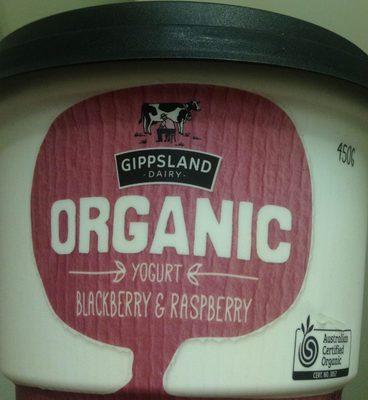 GIPPSLAND
- DAIRY -
ORGANIC
YOGURT
BLACKBERRY & RASPBERRY
450G
Australian
Certified
Organic